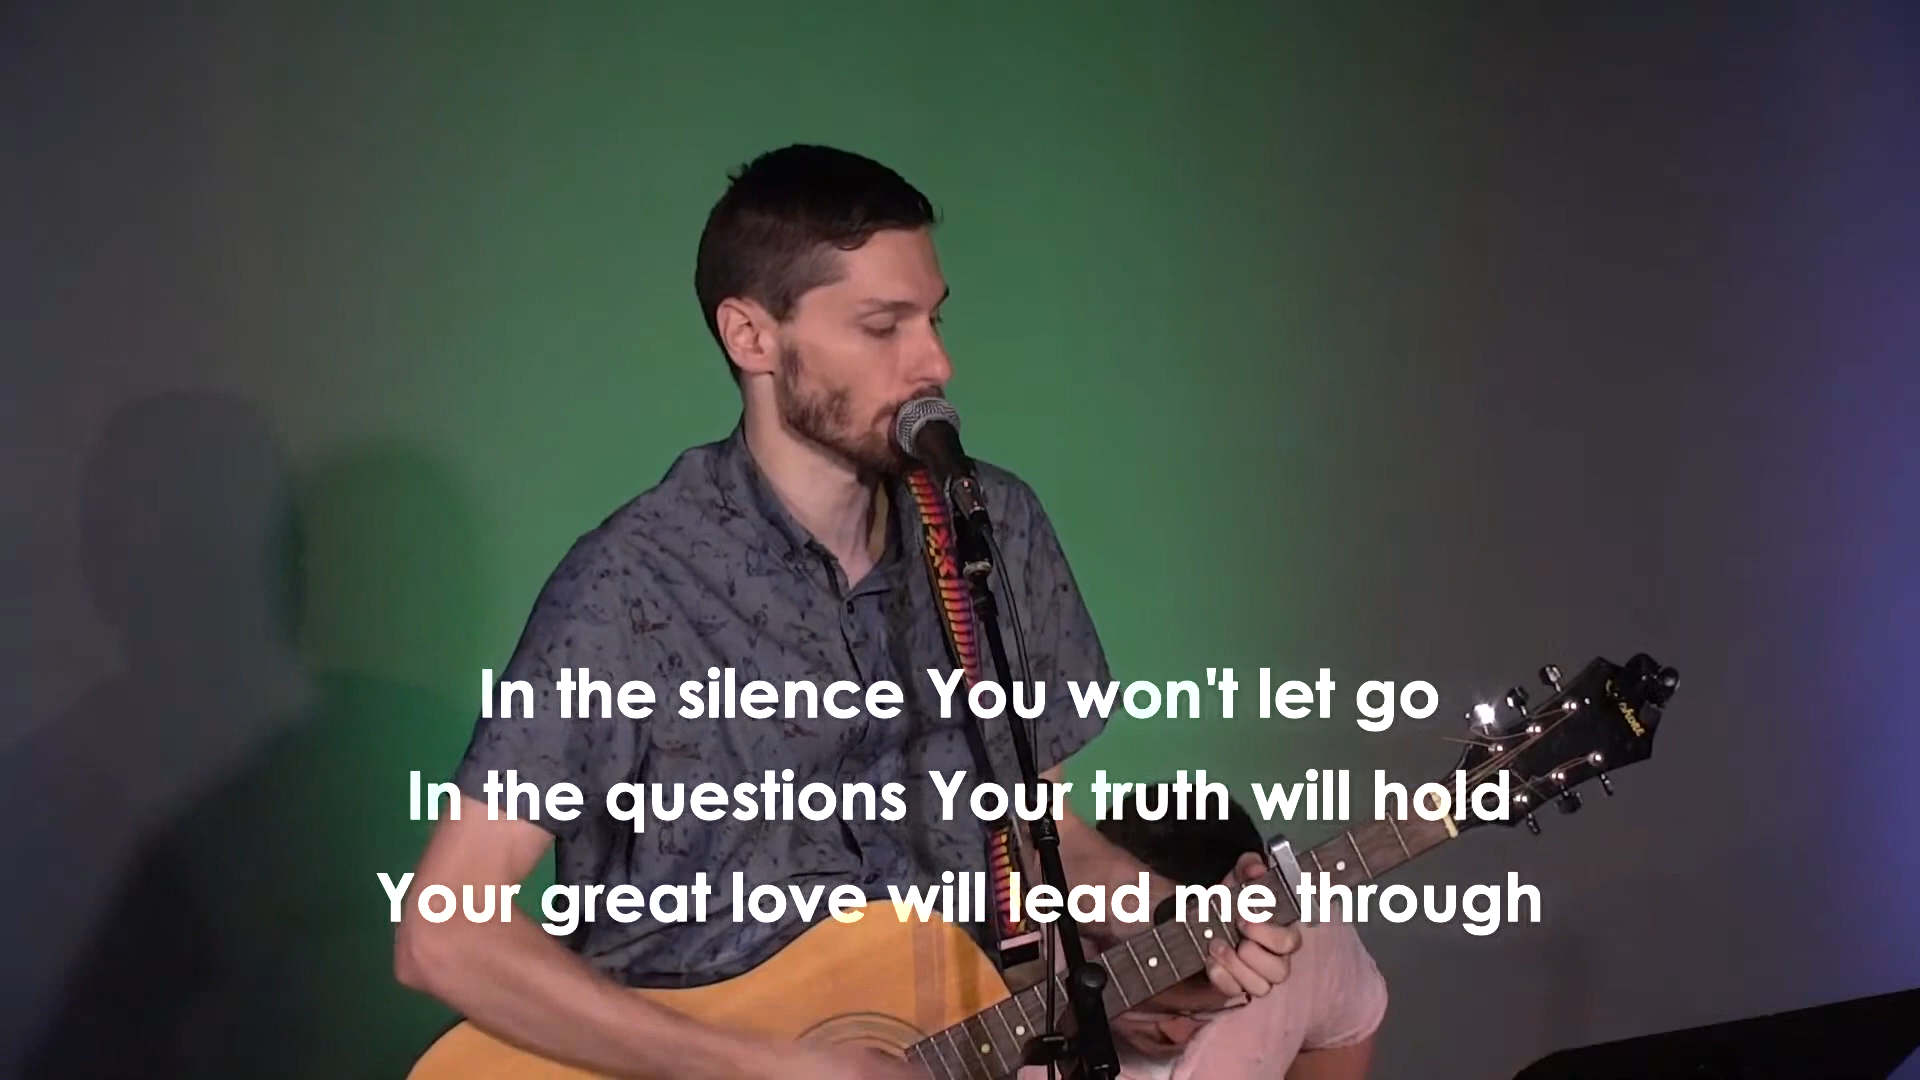 In the silence You won't let go
In the questions Your truth will hold
Your great love will lead me through